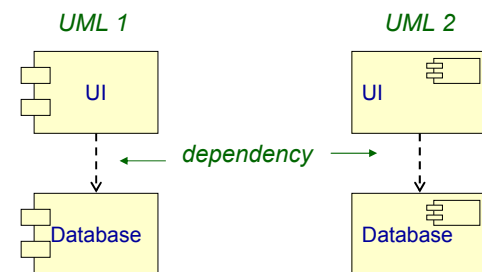 UML 1
UML 2
UI
UI
dependency
Database
Database